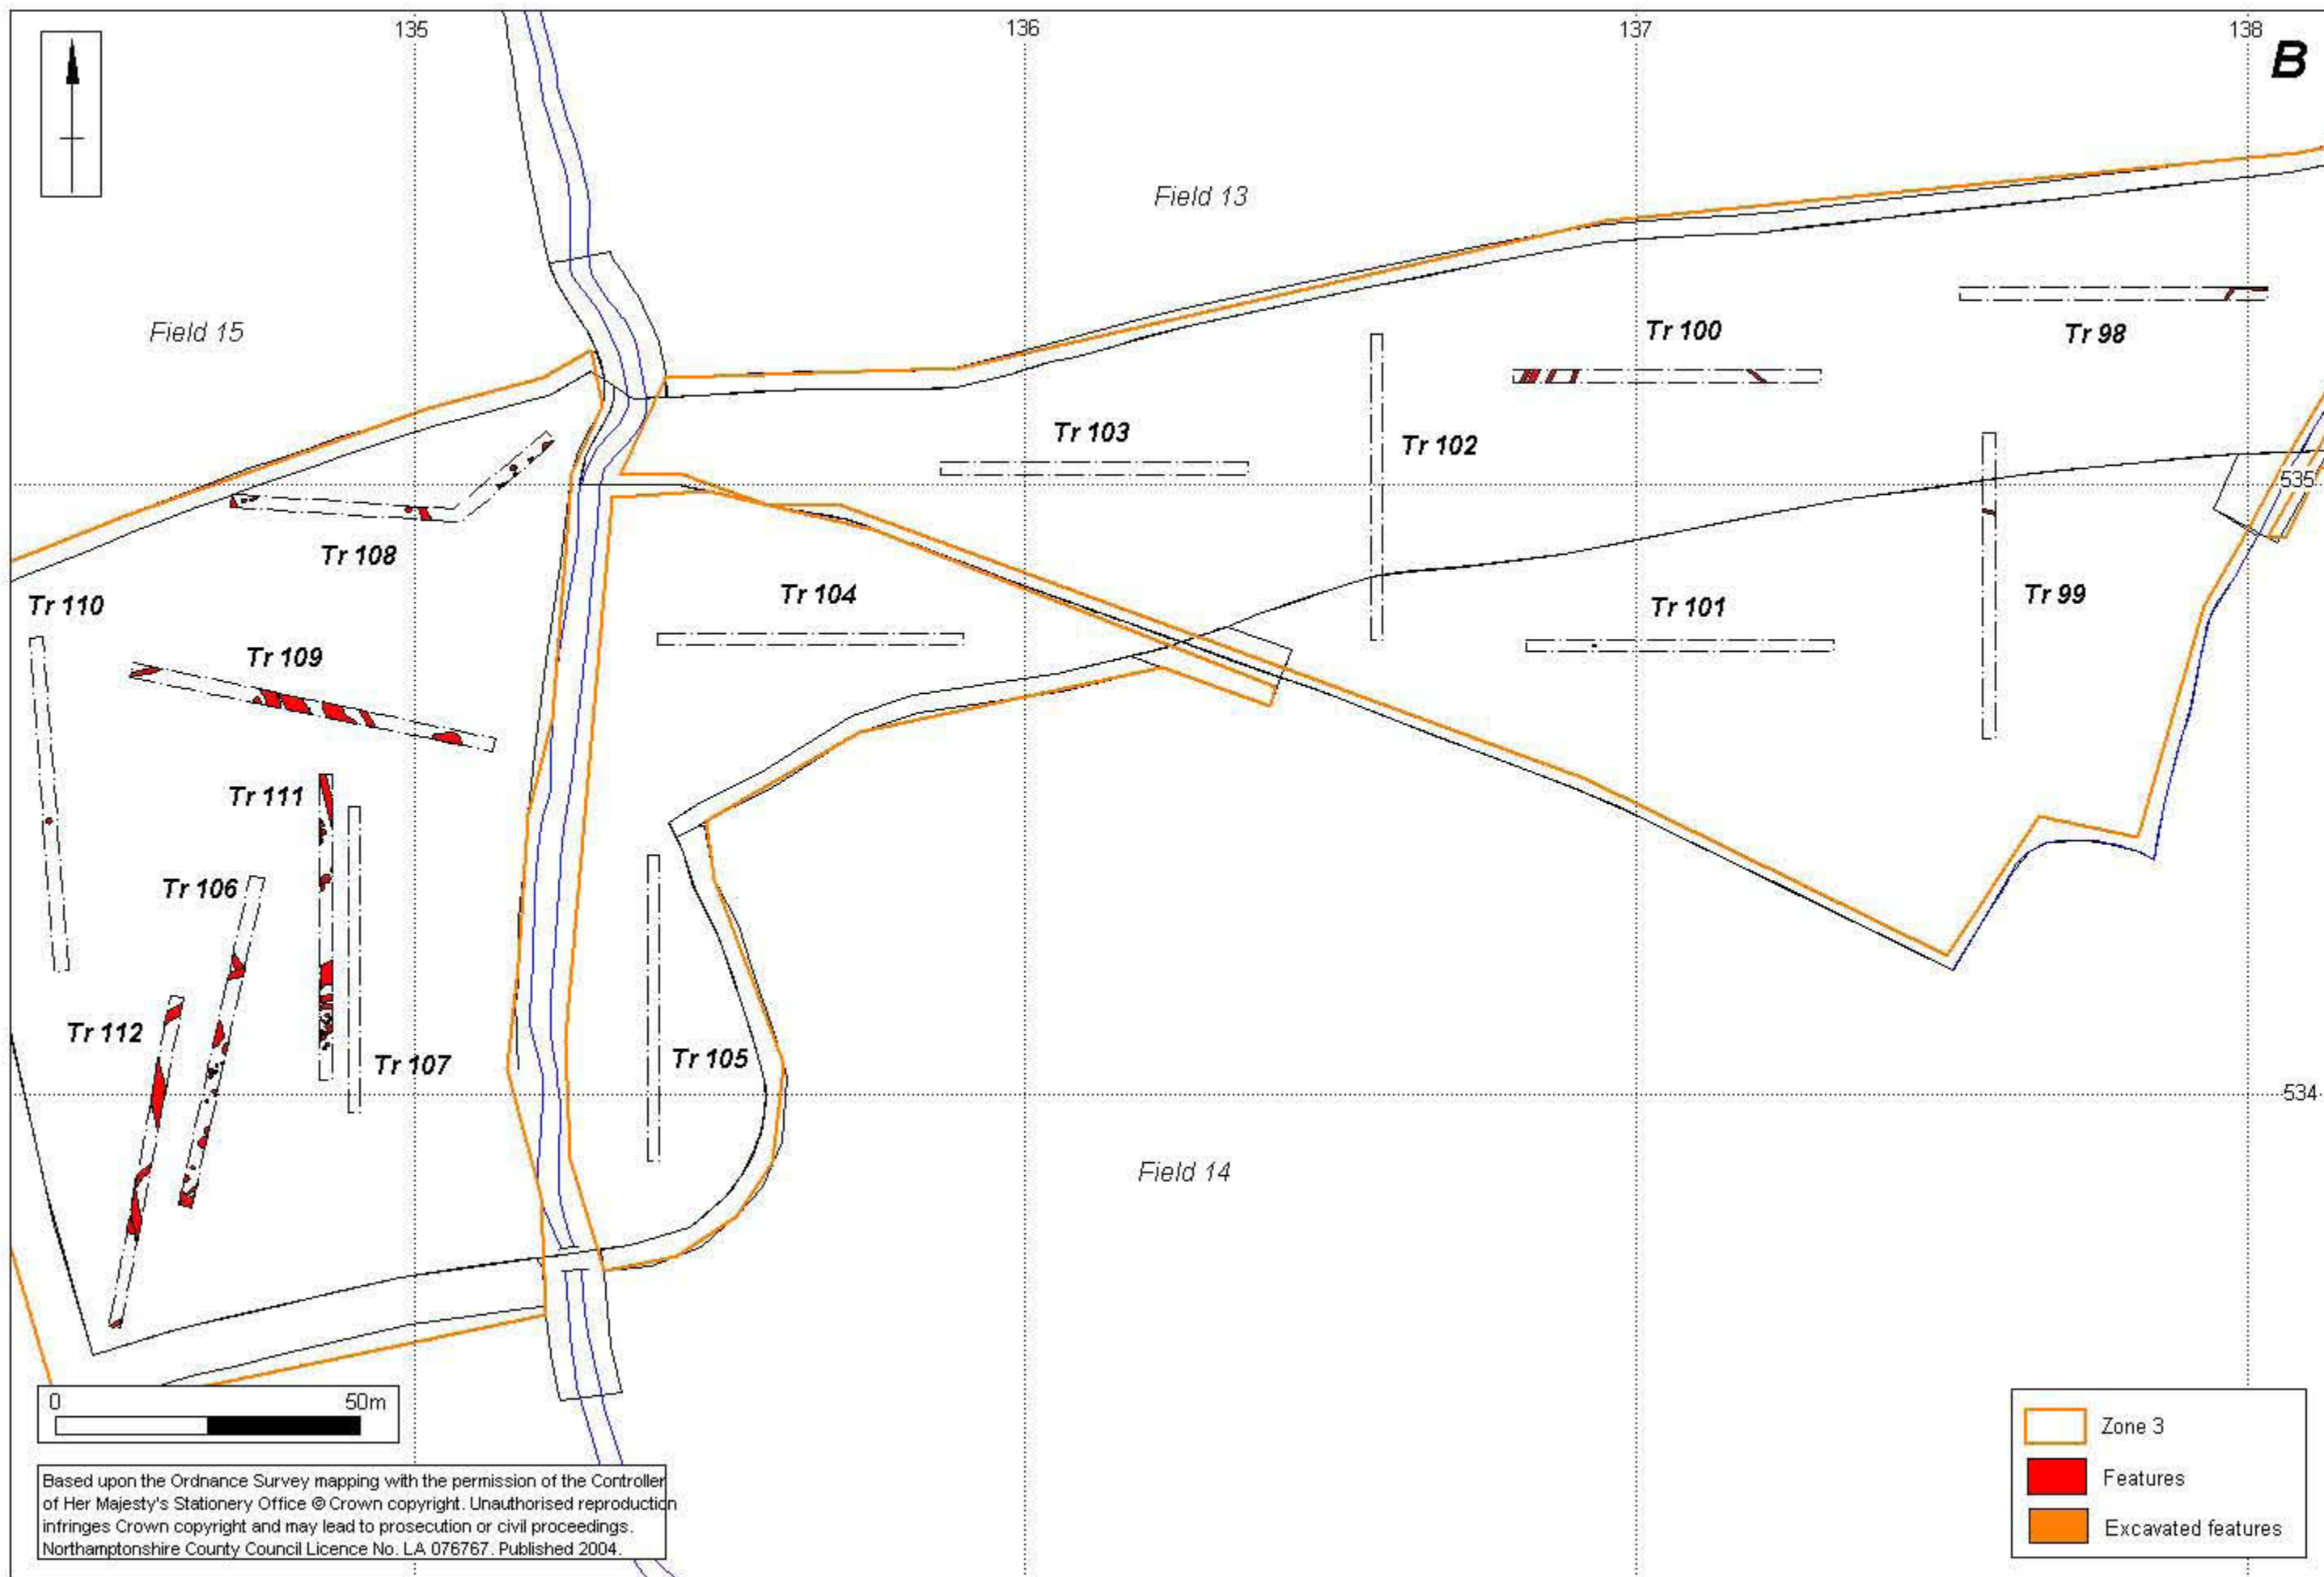 135
136
137
138
B
Field 13
Field 15
Tr 100
Tr 98
Tr 103
Tr 102
535
Tr 108
Tr 110
Tr 104
Tr 101
Tr 99
Tr 109
Tr 111
Tr 106
Tr 112
Tr 107
Tr 105
534
Field 14
0
50m
Zone 3
Features
Excavated features
Based upon the Ordnance Survey mapping with the permission of the Controller
of Her Majesty's Stationery Office © Crown copyright. Unauthorised reproduction
infringes Crown copyright and may lead to prosecution or civil proceedings.
Northamptonshire County Council Licence No. LA 076767. Published 2004.